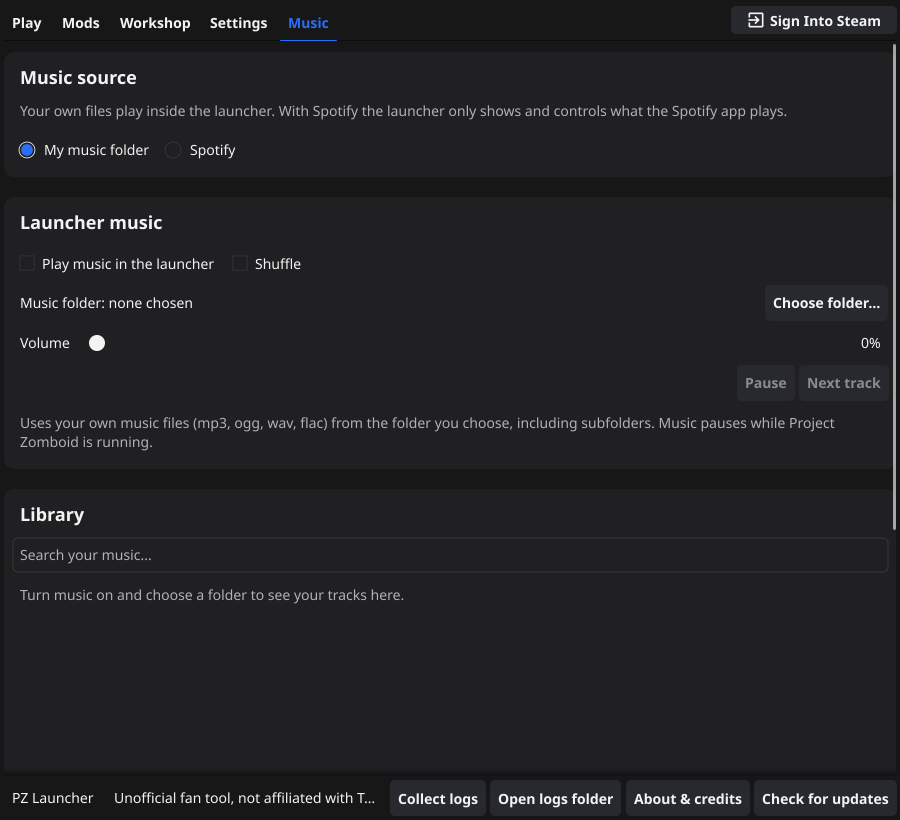 Play Mods Workshop Settings Music Sign Into Steam
Music source
Your own files play inside the launcher. With Spotify the launcher only shows and controls what the Spotify app plays.
My music folder Spotify
Launcher music
Play music in the launcher Shuffle
Music folder: none chosen Choose folder...
Volume 0%
Pause Next track
Uses your own music files (mp3, ogg, wav, flac) from the folder you choose, including subfolders. Music pauses while Project
Zomboid is running.
Library
Search your music...
Turn music on and choose a folder to see your tracks here.
PZ Launcher Unofficial fan tool, not affiliated with T... Collect logs Open logs folder About & credits Check for updates